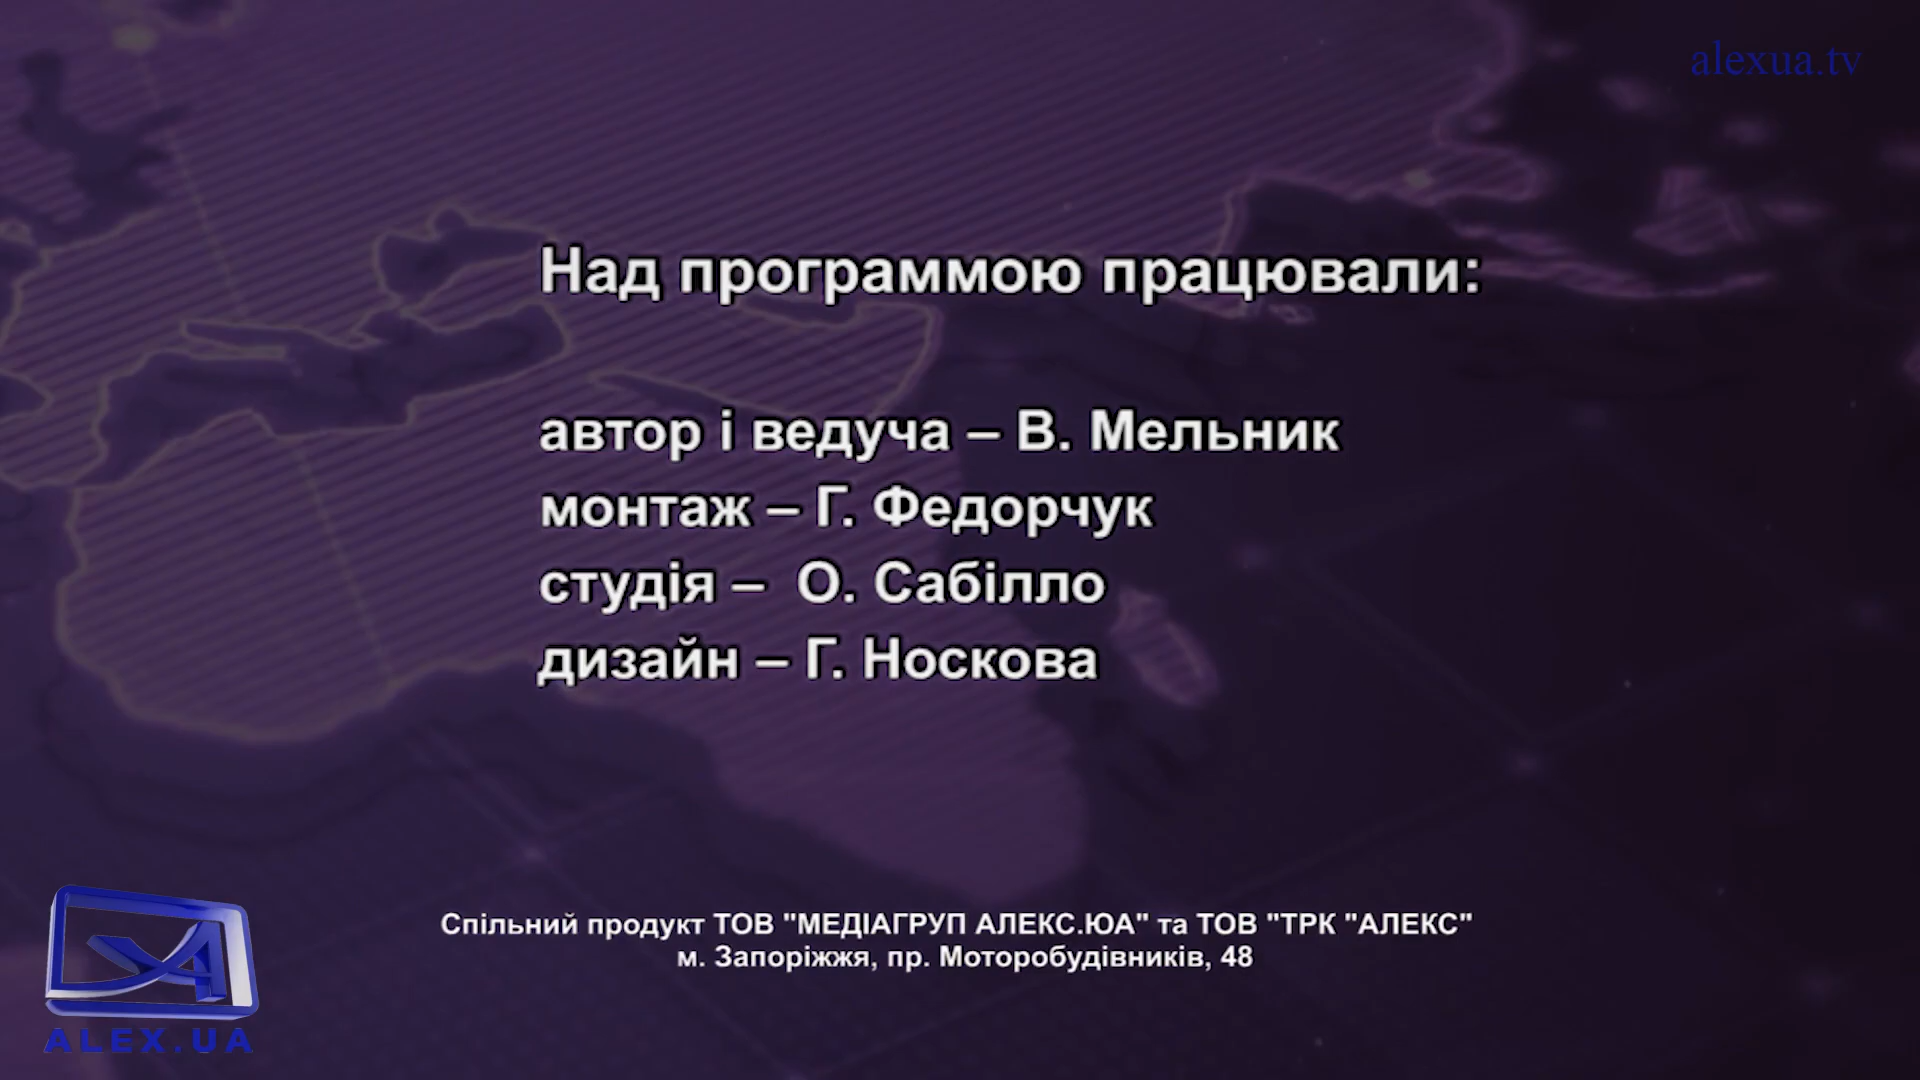 alexua.tv
Над программою працювали:
автор і ведуча – В. Мельник
монтаж – Г. Федорчук
студія – О. Сабілло
дизайн – Г. Носкова
Спільний продукт ТОВ "МЕДІАГРУП АЛЕКС.ЮА" та ТОВ "ТРК "АЛЕКС"
м. Запоріжжя, пр. Моторобудівників, 48
ALEX.UA